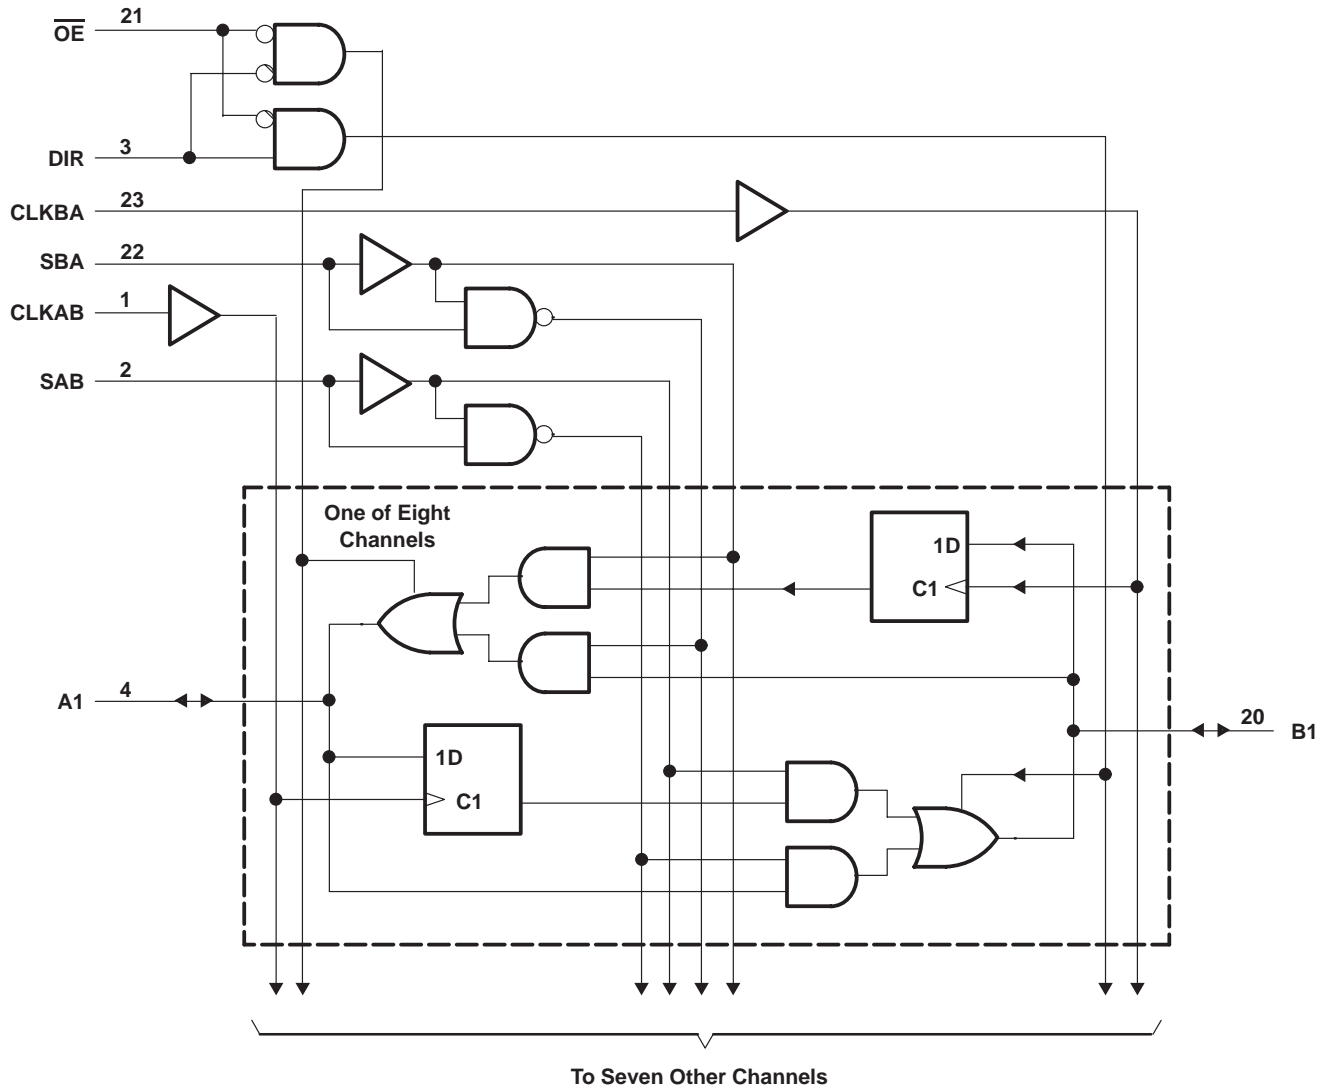 21
O̅E̅
3
DIR
23
CLKBA
22
SBA
1
CLKAB
2
SAB
One of Eight
Channels
1D
C1
4
A1
20
B1
1D
C1
To Seven Other Channels